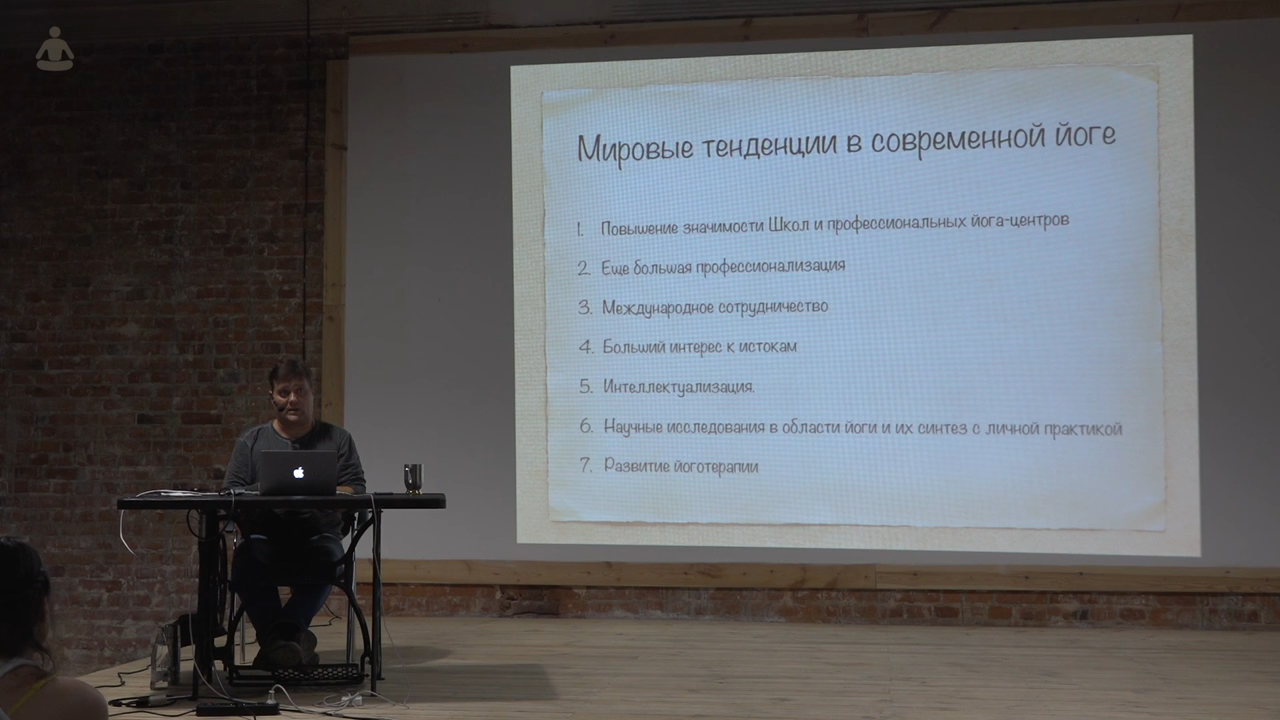 Мировые тенденции в современной йоге
1. Повышение значимости Школ и профессиональных йога-центров
2. Еще большая профессионализация
3. Международное сотрудничество
4. Больший интерес к истокам
5. Интеллектуализация.
6. Научные исследования в области йоги и их синтез с личной практикой
7. Развитие йоготерапии